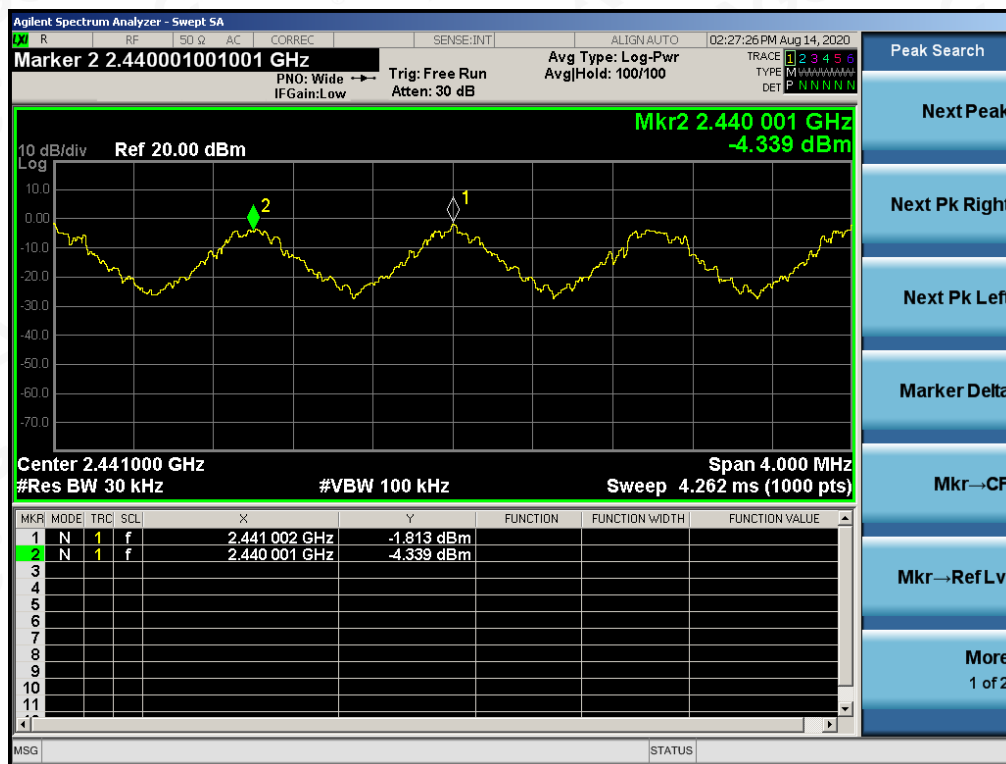 Agilent Spectrum Analyzer - Swept SA
LXI R RF 50 Ω AC CORREC SENSE:INT ALIGN AUTO 02:27:26 PM Aug 14, 2020
Marker 2 2.440001001001 GHz
PNO: Wide
IFGain:Low
Trig: Free Run
Atten: 30 dB
Avg Type: Log-Pwr
Avg|Hold: 100/100
TRACE 1 2 3 4 5 6
TYPE M
DET P N N N N N
Mkr2 2.440 001 GHz
-4.339 dBm
10 dB/div Ref 20.00 dBm
Log
10.0
0.00
-10.0
-20.0
-30.0
-40.0
-50.0
-60.0
-70.0
2
1
Center 2.441000 GHz Span 4.000 MHz
#Res BW 30 kHz #VBW 100 kHz Sweep 4.262 ms (1000 pts)
MKR MODE TRC SCL X Y FUNCTION FUNCTION WIDTH FUNCTION VALUE
1 N 1 f 2.441 002 GHz -1.813 dBm
2 N 1 f 2.440 001 GHz -4.339 dBm
3
4
5
6
7
8
9
10
11
MSG STATUS
Peak Search
Next Peak
Next Pk Right
Next Pk Left
Marker Delta
Mkr→CF
Mkr→Ref Lv
More
1 of 2